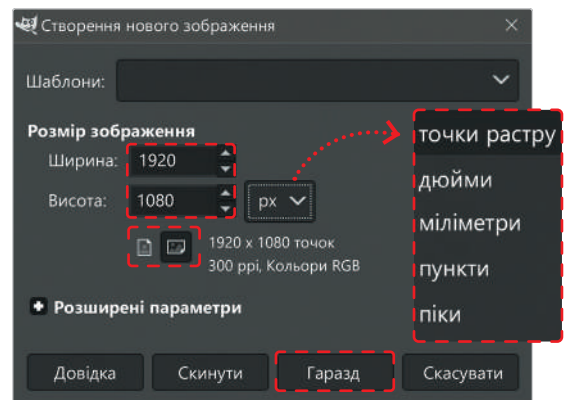 Створення нового зображення
Шаблони:
Розмір зображення
Ширина: 1920
Висота: 1080 px
1920 x 1080 точок
300 ppi, Кольори RGB
Розширені параметри
Довідка Скинути Гаразд Скасувати
точки растру
дюйми
міліметри
пункти
піки